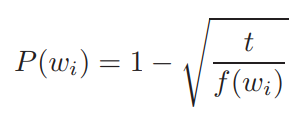 P(w_i) = 1 - \sqrt{\frac{t}{f(w_i)}}